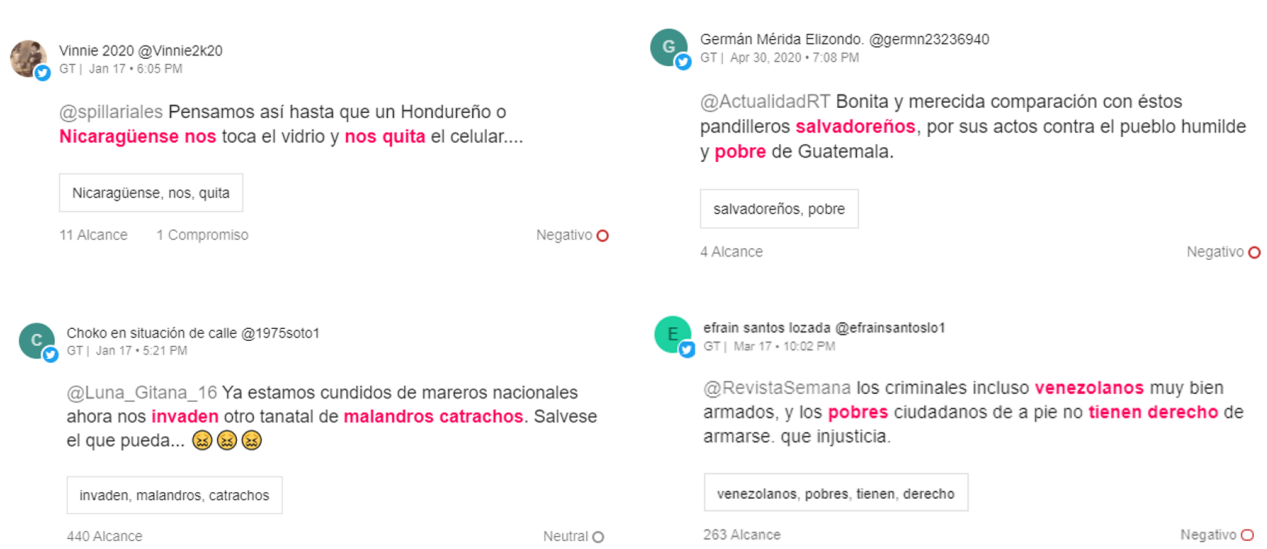 Vinnie 2020 @Vinnie2k20
GT | Jan 17 • 6:05 PM
@spillariales Pensamos así hasta que un Hondureño o
Nicaragüense nos toca el vidrio y nos quita el celular....
Nicaragüense, nos, quita
11 Alcance 1 Compromiso Negativo
G
Germán Mérida Elizondo. @germn23236940
GT | Apr 30, 2020 • 7:08 PM
@ActualidadRT Bonita y merecida comparación con éstos
pandilleros salvadoreños, por sus actos contra el pueblo humilde
y pobre de Guatemala.
salvadoreños, pobre
4 Alcance Negativo
C
Choko en situación de calle @1975soto1
GT | Jan 17 • 5:21 PM
@Luna_Gitana_16 Ya estamos cundidos de mareros nacionales
ahora nos invaden otro tanatal de malandros catrachos. Salvese
el que pueda... 😖😖😖
invaden, malandros, catrachos
440 Alcance Neutral
E
efrain santos lozada @efrainsantoslo1
GT | Mar 17 • 10:02 PM
@RevistaSemana los criminales incluso venezolanos muy bien
armados, y los pobres ciudadanos de a pie no tienen derecho de
armarse. que injusticia.
venezolanos, pobres, tienen, derecho
263 Alcance Negativo